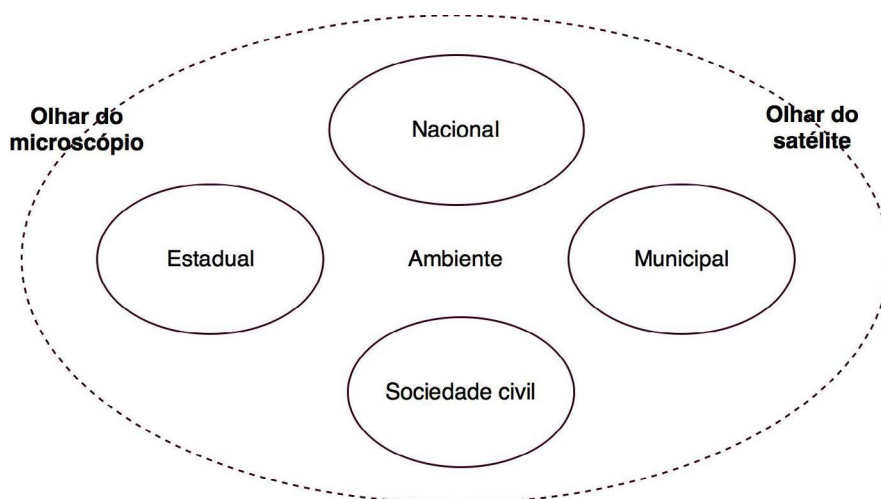 Olhar do
microscópio
Nacional
Olhar do
satélite
Estadual
Ambiente
Municipal
Sociedade civil